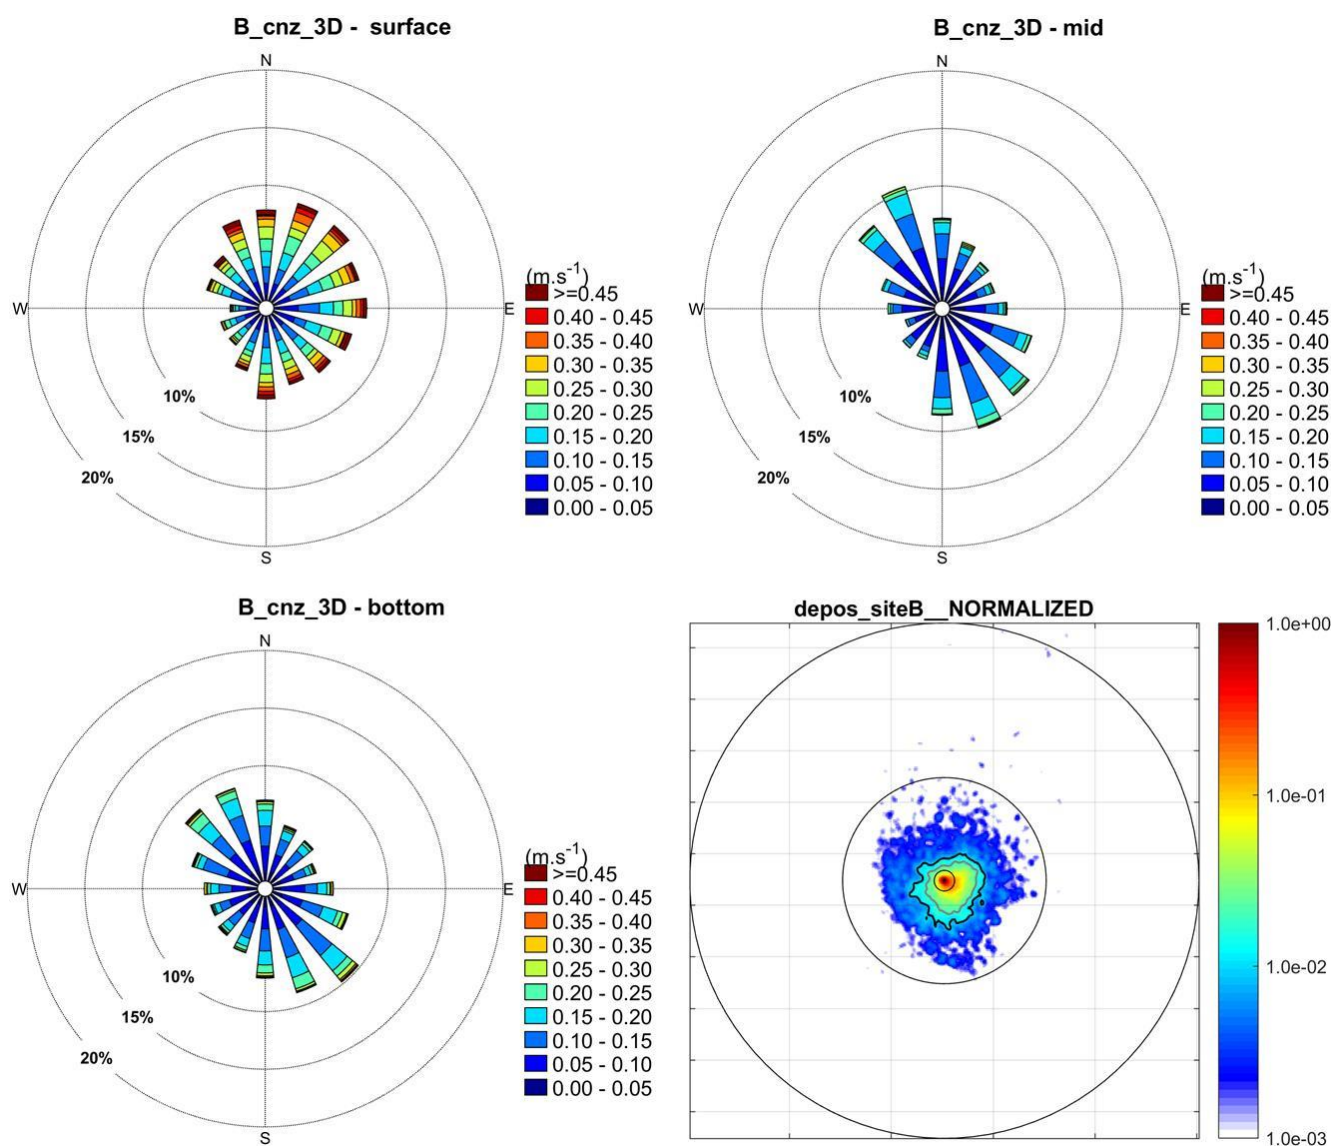 B_cnz_3D - surface
N
W
E
S
10%
15%
20%
(m.s⁻¹)
>=0.45
0.40 - 0.45
0.35 - 0.40
0.30 - 0.35
0.25 - 0.30
0.20 - 0.25
0.15 - 0.20
0.10 - 0.15
0.05 - 0.10
0.00 - 0.05
B_cnz_3D - mid
N
W
E
S
10%
15%
20%
(m.s⁻¹)
>=0.45
0.40 - 0.45
0.35 - 0.40
0.30 - 0.35
0.25 - 0.30
0.20 - 0.25
0.15 - 0.20
0.10 - 0.15
0.05 - 0.10
0.00 - 0.05
B_cnz_3D - bottom
N
W
E
S
10%
15%
20%
(m.s⁻¹)
>=0.45
0.40 - 0.45
0.35 - 0.40
0.30 - 0.35
0.25 - 0.30
0.20 - 0.25
0.15 - 0.20
0.10 - 0.15
0.05 - 0.10
0.00 - 0.05
depos_siteB__NORMALIZED
1.0e+00
1.0e-01
1.0e-02
1.0e-03